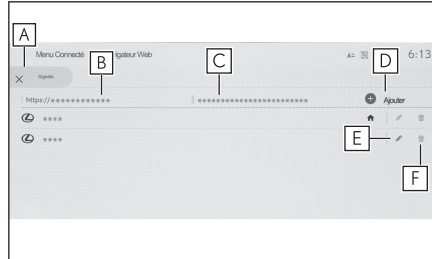 A
Menu Connecté
igateur Web
A=
6:13
B
C
D
Signets
https://************
*************************
Ajouter
****
****
E
F